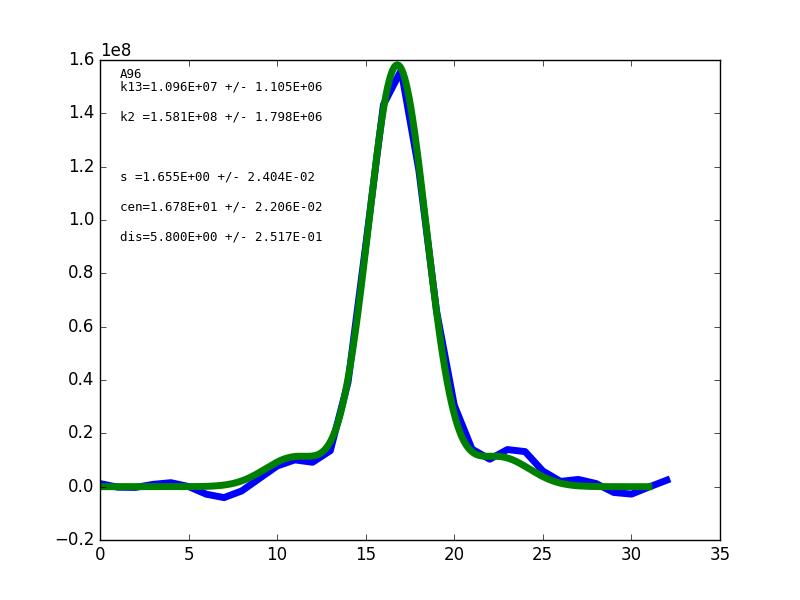 1e8
A96
k13=1.096E+07 +/- 1.105E+06
k2 =1.581E+08 +/- 1.798E+06
s =1.655E+00 +/- 2.404E-02
cen=1.678E+01 +/- 2.206E-02
dis=5.800E+00 +/- 2.517E-01
1.6
1.4
1.2
1.0
0.8
0.6
0.4
0.2
0.0
−0.2
0 5 10 15 20 25 30 35